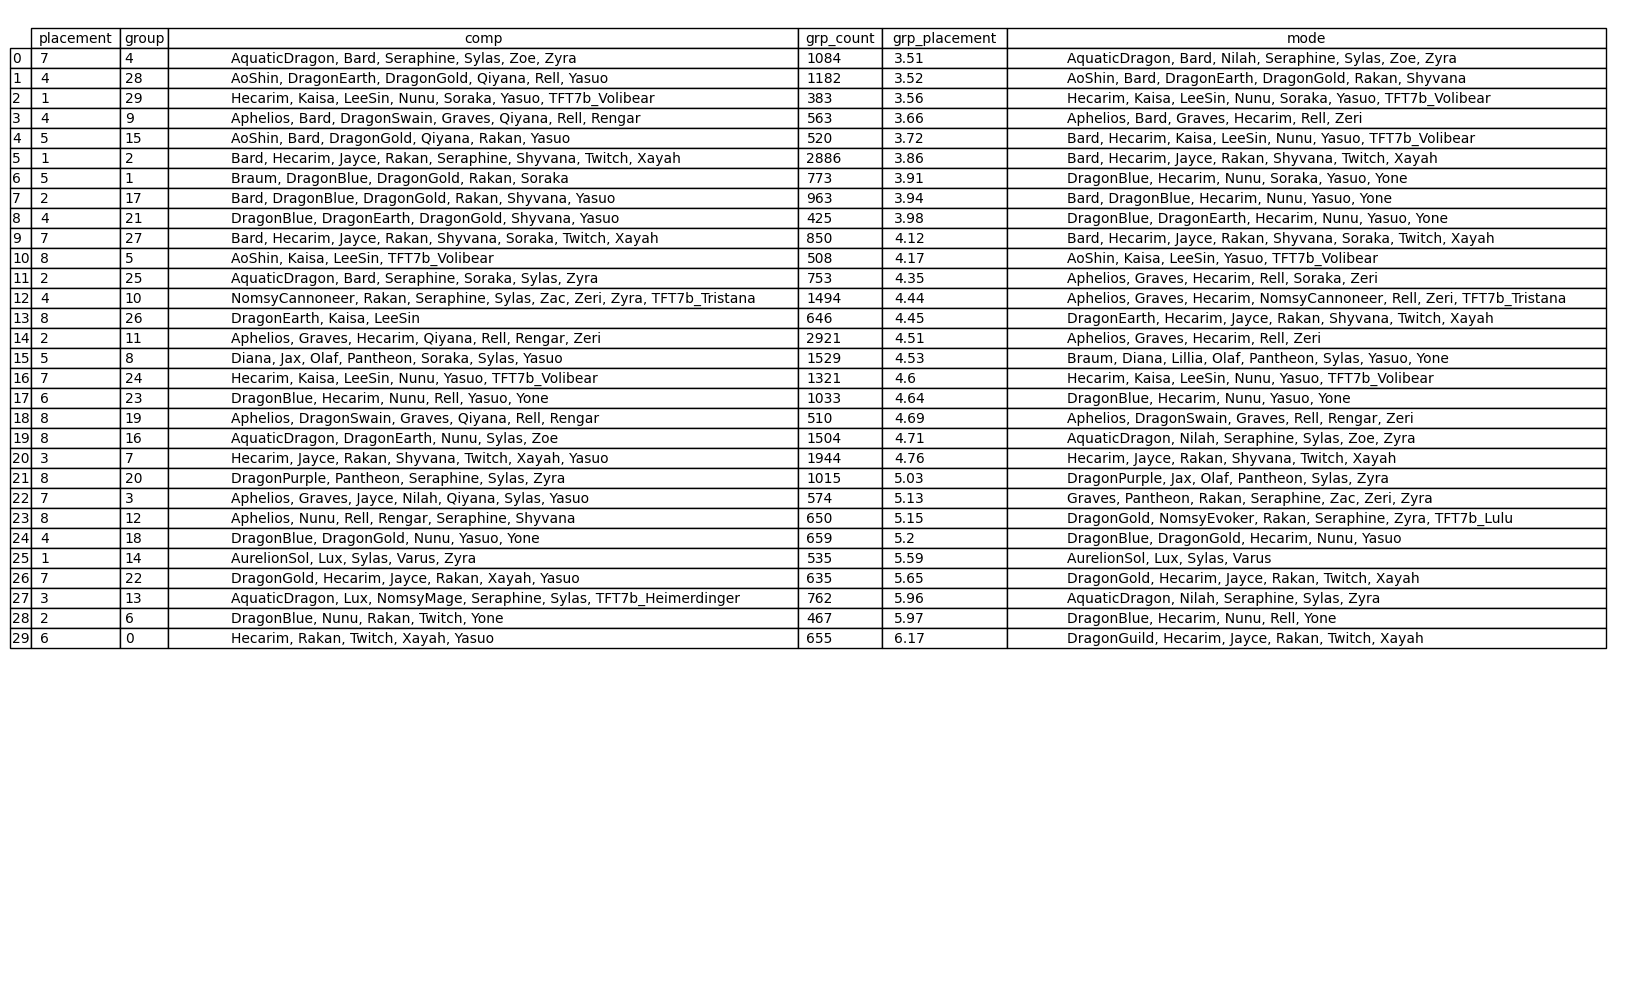 placement group comp grp_count grp_placement mode
0 7 4 AquaticDragon, Bard, Seraphine, Sylas, Zoe, Zyra 1084 3.51 AquaticDragon, Bard, Nilah, Seraphine, Sylas, Zoe, Zyra
1 4 28 AoShin, DragonEarth, DragonGold, Qiyana, Rell, Yasuo 1182 3.52 AoShin, Bard, DragonEarth, DragonGold, Rakan, Shyvana
2 1 29 Hecarim, Kaisa, LeeSin, Nunu, Soraka, Yasuo, TFT7b_Volibear 383 3.56 Hecarim, Kaisa, LeeSin, Nunu, Soraka, Yasuo, TFT7b_Volibear
3 4 9 Aphelios, Bard, DragonSwain, Graves, Qiyana, Rell, Rengar 563 3.66 Aphelios, Bard, Graves, Hecarim, Rell, Zeri
4 5 15 AoShin, Bard, DragonGold, Qiyana, Rakan, Yasuo 520 3.72 Bard, Hecarim, Kaisa, LeeSin, Nunu, Yasuo, TFT7b_Volibear
5 1 2 Bard, Hecarim, Jayce, Rakan, Seraphine, Shyvana, Twitch, Xayah 2886 3.86 Bard, Hecarim, Jayce, Rakan, Shyvana, Twitch, Xayah
6 5 1 Braum, DragonBlue, DragonGold, Rakan, Soraka 773 3.91 DragonBlue, Hecarim, Nunu, Soraka, Yasuo, Yone
7 2 17 Bard, DragonBlue, DragonGold, Rakan, Shyvana, Yasuo 963 3.94 Bard, DragonBlue, Hecarim, Nunu, Yasuo, Yone
8 4 21 DragonBlue, DragonEarth, DragonGold, Shyvana, Yasuo 425 3.98 DragonBlue, DragonEarth, Hecarim, Nunu, Yasuo, Yone
9 7 27 Bard, Hecarim, Jayce, Rakan, Shyvana, Soraka, Twitch, Xayah 850 4.12 Bard, Hecarim, Jayce, Rakan, Shyvana, Soraka, Twitch, Xayah
10 8 5 AoShin, Kaisa, LeeSin, TFT7b_Volibear 508 4.17 AoShin, Kaisa, LeeSin, Yasuo, TFT7b_Volibear
11 2 25 AquaticDragon, Bard, Seraphine, Soraka, Sylas, Zyra 753 4.35 Aphelios, Graves, Hecarim, Rell, Soraka, Zeri
12 4 10 NomsyCannoneer, Rakan, Seraphine, Sylas, Zac, Zeri, Zyra, TFT7b_Tristana 1494 4.44 Aphelios, Graves, Hecarim, NomsyCannoneer, Rell, Zeri, TFT7b_Tristana
13 8 26 DragonEarth, Kaisa, LeeSin 646 4.45 DragonEarth, Hecarim, Jayce, Rakan, Shyvana, Twitch, Xayah
14 2 11 Aphelios, Graves, Hecarim, Qiyana, Rell, Rengar, Zeri 2921 4.51 Aphelios, Graves, Hecarim, Rell, Zeri
15 5 8 Diana, Jax, Olaf, Pantheon, Soraka, Sylas, Yasuo 1529 4.53 Braum, Diana, Lillia, Olaf, Pantheon, Sylas, Yasuo, Yone
16 7 24 Hecarim, Kaisa, LeeSin, Nunu, Yasuo, TFT7b_Volibear 1321 4.6 Hecarim, Kaisa, LeeSin, Nunu, Yasuo, TFT7b_Volibear
17 6 23 DragonBlue, Hecarim, Nunu, Rell, Yasuo, Yone 1033 4.64 DragonBlue, Hecarim, Nunu, Yasuo, Yone
18 8 19 Aphelios, DragonSwain, Graves, Qiyana, Rell, Rengar 510 4.69 Aphelios, DragonSwain, Graves, Rell, Rengar, Zeri
19 8 16 AquaticDragon, DragonEarth, Nunu, Sylas, Zoe 1504 4.71 AquaticDragon, Nilah, Seraphine, Sylas, Zoe, Zyra
20 3 7 Hecarim, Jayce, Rakan, Shyvana, Twitch, Xayah, Yasuo 1944 4.76 Hecarim, Jayce, Rakan, Shyvana, Twitch, Xayah
21 8 20 DragonPurple, Pantheon, Seraphine, Sylas, Zyra 1015 5.03 DragonPurple, Jax, Olaf, Pantheon, Sylas, Zyra
22 7 3 Aphelios, Graves, Jayce, Nilah, Qiyana, Sylas, Yasuo 574 5.13 Graves, Pantheon, Rakan, Seraphine, Zac, Zeri, Zyra
23 8 12 Aphelios, Nunu, Rell, Rengar, Seraphine, Shyvana 650 5.15 DragonGold, NomsyEvoker, Rakan, Seraphine, Zyra, TFT7b_Lulu
24 4 18 DragonBlue, DragonGold, Nunu, Yasuo, Yone 659 5.2 DragonBlue, DragonGold, Hecarim, Nunu, Yasuo
25 1 14 AurelionSol, Lux, Sylas, Varus, Zyra 535 5.59 AurelionSol, Lux, Sylas, Varus
26 7 22 DragonGold, Hecarim, Jayce, Rakan, Xayah, Yasuo 635 5.65 DragonGold, Hecarim, Jayce, Rakan, Twitch, Xayah
27 3 13 AquaticDragon, Lux, NomsyMage, Seraphine, Sylas, TFT7b_Heimerdinger 762 5.96 AquaticDragon, Nilah, Seraphine, Sylas, Zyra
28 2 6 DragonBlue, Nunu, Rakan, Twitch, Yone 467 5.97 DragonBlue, Hecarim, Nunu, Rell, Yone
29 6 0 Hecarim, Rakan, Twitch, Xayah, Yasuo 655 6.17 DragonGuild, Hecarim, Jayce, Rakan, Twitch, Xayah